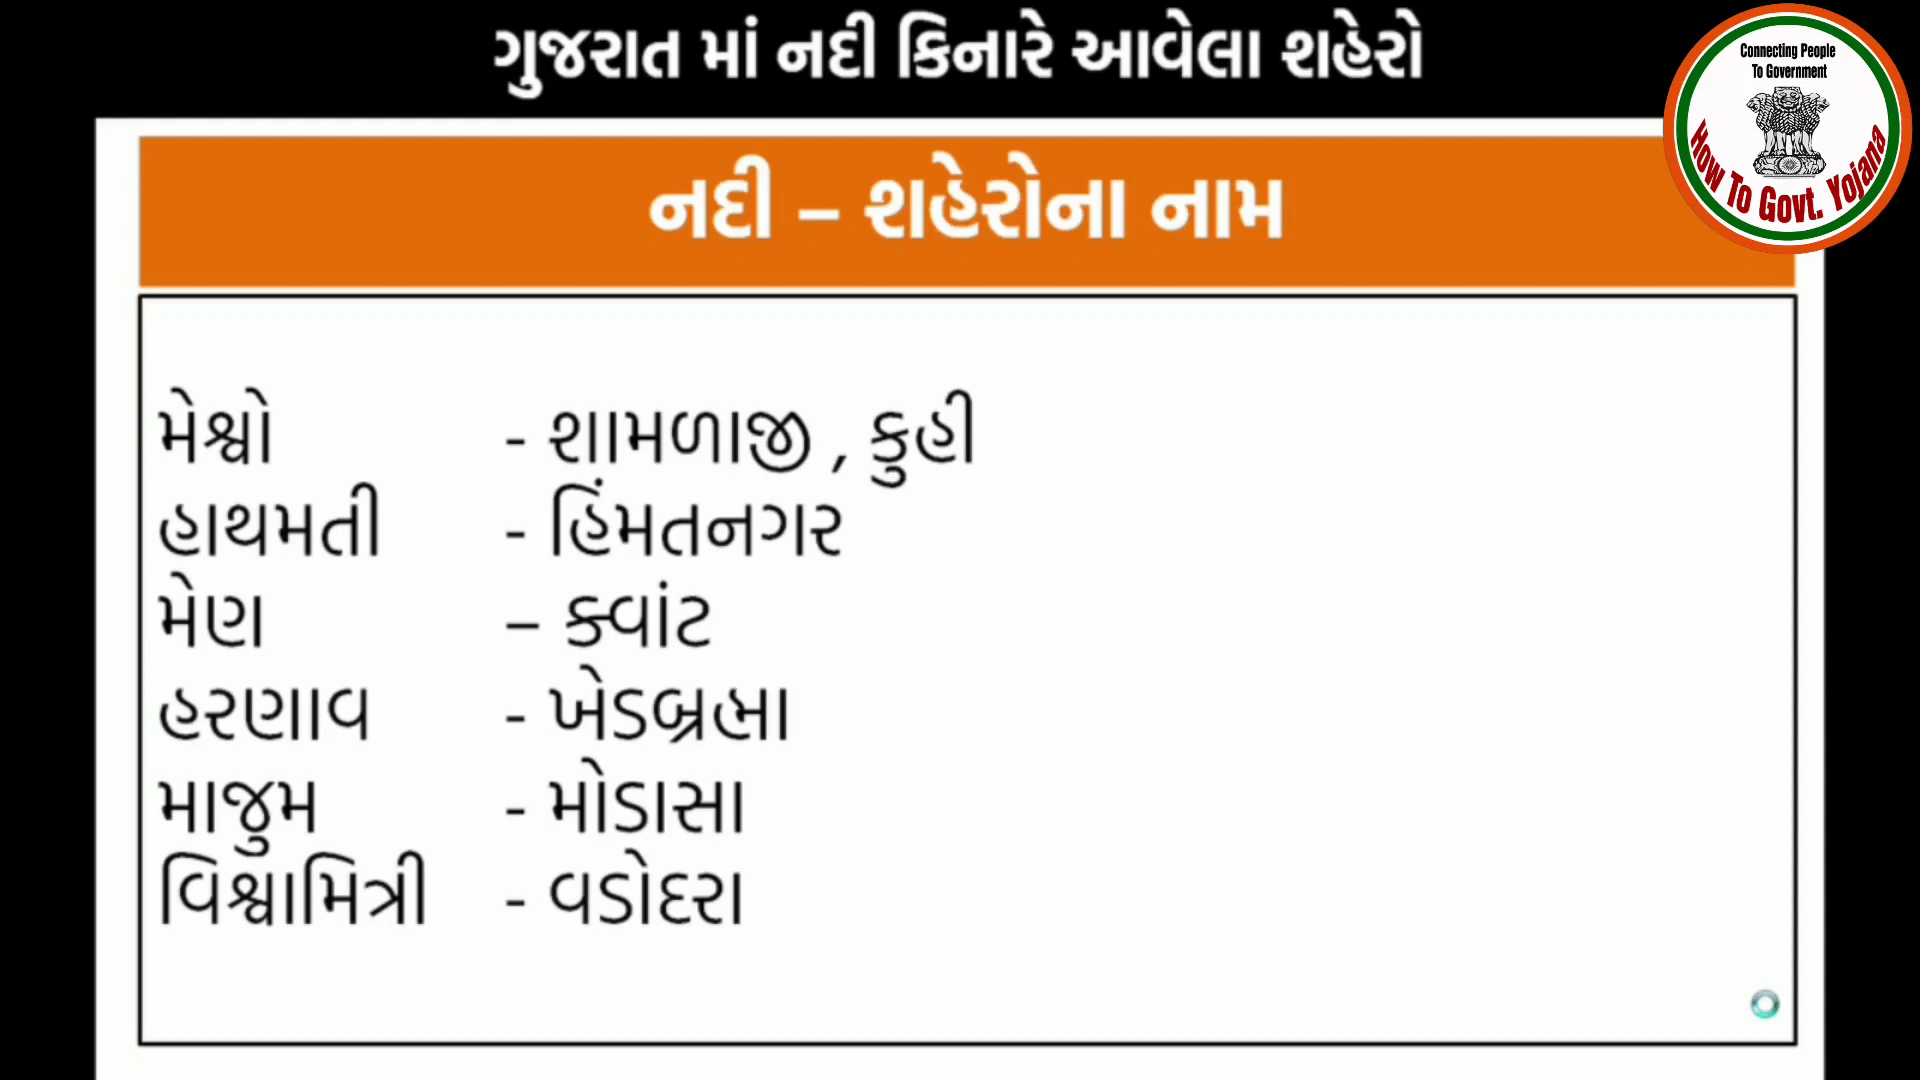 ગુજરાત માં નદી કિનારે આવેલા શહેરો
Connecting People
To Government
How To Govt. Yojana
નદી – શહેરોના નામ
મેશ્વો - શામળાજી , કુહી
હાથમતી - હિંમતનગર
મેણ – ક્વાંટ
હરણાવ - ખેડબ્રહ્મા
માજુમ - મોડાસા
વિશ્વામિત્રી - વડોદરા